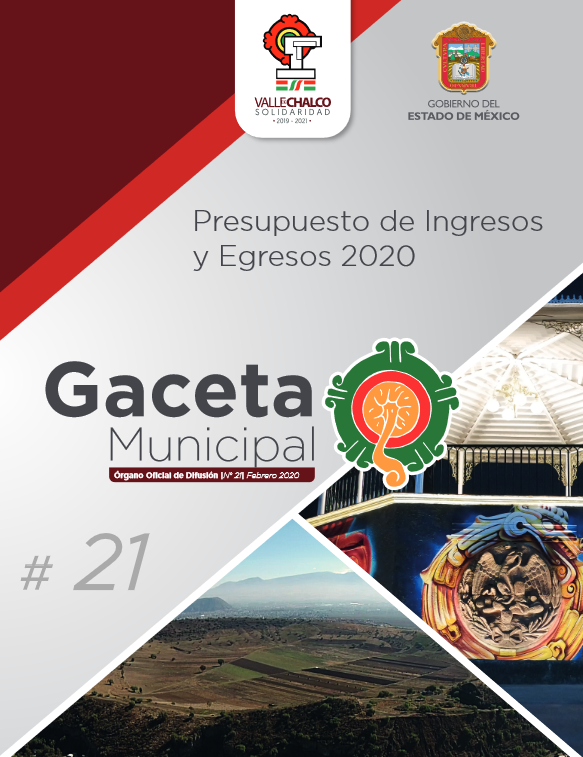 VALLE DE CHALCO
SOLIDARIDAD
• 2019 - 2021 •
GOBIERNO DEL
ESTADO DE MÉXICO
Presupuesto de Ingresos
y Egresos 2020
Gaceta
Municipal
Órgano Oficial de Difusión |N° 21| Febrero 2020
# 21